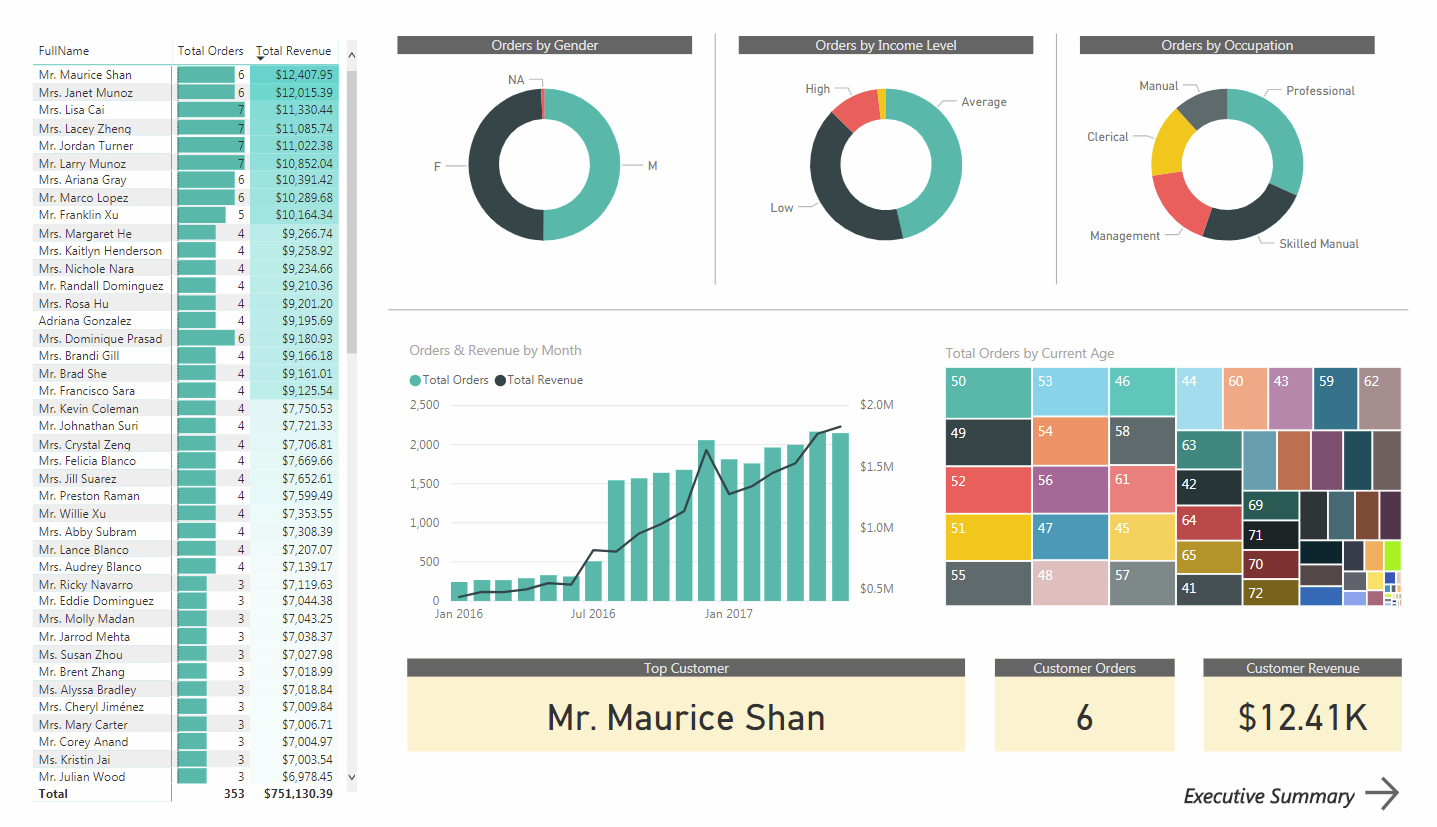 FullName Total Orders Total Revenue
Mr. Maurice Shan 6 $12,407.95
Mrs. Janet Munoz 6 $12,015.39
Mrs. Lisa Cai 7 $11,330.44
Mrs. Lacey Zheng 7 $11,085.74
Mr. Jordan Turner 7 $11,022.38
Mr. Larry Munoz 7 $10,852.04
Mrs. Ariana Gray 6 $10,391.42
Mr. Marco Lopez 6 $10,289.68
Mr. Franklin Xu 5 $10,164.34
Mrs. Margaret He 4 $9,266.74
Mrs. Kaitlyn Henderson 4 $9,258.92
Mrs. Nichole Nara 4 $9,234.66
Mr. Randall Dominguez 4 $9,210.36
Mrs. Rosa Hu 4 $9,201.20
Adriana Gonzalez 4 $9,195.69
Mrs. Dominique Prasad 6 $9,180.93
Mrs. Brandi Gill 4 $9,166.18
Mr. Brad She 4 $9,161.01
Mr. Francisco Sara 4 $9,125.54
Mr. Kevin Coleman 4 $7,750.53
Mr. Johnathan Suri 4 $7,721.33
Mrs. Crystal Zeng 4 $7,706.81
Mrs. Felicia Blanco 4 $7,669.66
Mrs. Jill Suarez 4 $7,652.61
Mr. Preston Raman 4 $7,599.49
Mr. Willie Xu 4 $7,353.55
Mrs. Abby Subram 4 $7,308.39
Mr. Lance Blanco 4 $7,207.07
Mrs. Audrey Blanco 4 $7,139.17
Mr. Ricky Navarro 3 $7,119.63
Mr. Eddie Dominguez 3 $7,044.38
Mrs. Molly Madan 3 $7,043.25
Mr. Jarrod Mehta 3 $7,038.37
Ms. Susan Zhou 3 $7,027.98
Mr. Brent Zhang 3 $7,018.99
Ms. Alyssa Bradley 3 $7,018.84
Mrs. Cheryl Jiménez 3 $7,009.84
Mrs. Mary Carter 3 $7,006.71
Mr. Corey Anand 3 $7,004.97
Ms. Kristin Jai 3 $7,003.54
Mr. Julian Wood 3 $6,978.45
Total 353 $751,130.39
Orders by Gender
NA
F
M
Orders by Income Level
High
Average
Low
Orders by Occupation
Manual
Professional
Clerical
Management
Skilled Manual
Orders & Revenue by Month
Total Orders Total Revenue
2,500 $2.0M
2,000
1,500 $1.5M
1,000 $1.0M
500 $0.5M
0
Jan 2016 Jul 2016 Jan 2017
Total Orders by Current Age
50 53 46 44 60 43 59 62
49 54 58 63
52 56 61 42
64 69
51 47 45 71
65 70
55 48 57 41 72
Top Customer
Mr. Maurice Shan
Customer Orders
6
Customer Revenue
$12.41K
Executive Summary